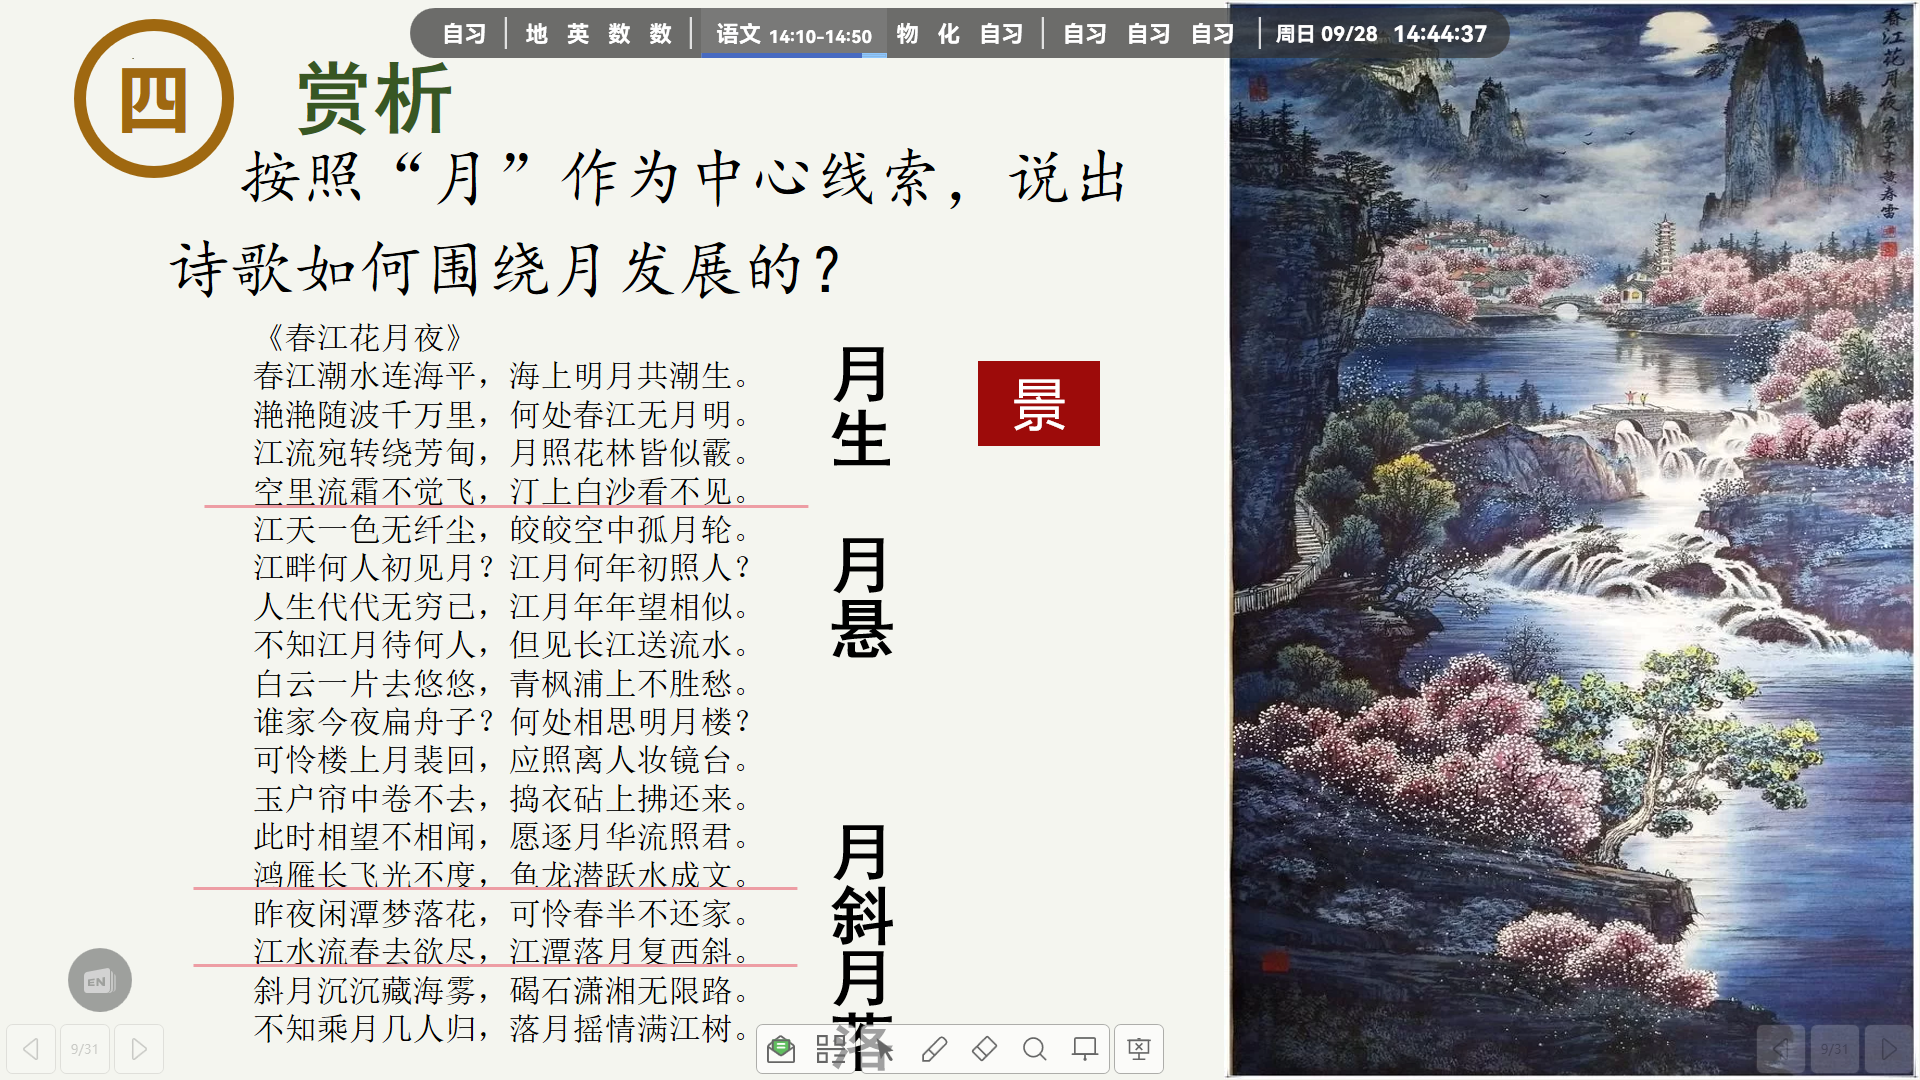 自习 | 地 英 数 数 | 语文 14:10-14:50 物 化 自习 | 自习 自习 自习 | 周日 09/28 14:44:37
四
赏析
按照“月”作为中心线索，说出
诗歌如何围绕月发展的？
《春江花月夜》
春江潮水连海平，海上明月共潮生。
滟滟随波千万里，何处春江无月明。
江流宛转绕芳甸，月照花林皆似霰。
空里流霜不觉飞，汀上白沙看不见。
江天一色无纤尘，皎皎空中孤月轮。
江畔何人初见月？江月何年初照人？
人生代代无穷已，江月年年望相似。
不知江月待何人，但见长江送流水。
白云一片去悠悠，青枫浦上不胜愁。
谁家今夜扁舟子？何处相思明月楼？
可怜楼上月裴回，应照离人妆镜台。
玉户帘中卷不去，捣衣砧上拂还来。
此时相望不相闻，愿逐月华流照君。
鸿雁长飞光不度，鱼龙潜跃水成文。
昨夜闲潭梦落花，可怜春半不还家。
江水流春去欲尽，江潭落月复西斜。
斜月沉沉藏海雾，碣石潇湘无限路。
不知乘月几人归，落月摇情满江树。
月生
月悬
月斜
月落
景
春江花月夜
EN
9/31
9/31